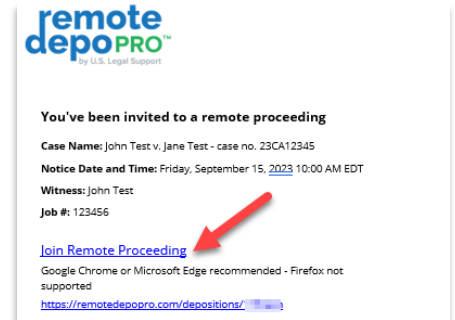 remote
depoPRO™
by U.S. Legal Support
You've been invited to a remote proceeding
Case Name: John Test v. Jane Test - case no. 23CA12345
Notice Date and Time: Friday, September 15, 2023 10:00 AM EDT
Witness: John Test
Job #: 123456
Join Remote Proceeding
Google Chrome or Microsoft Edge recommended - Firefox not
supported
https://remotedepopro.com/depositions/